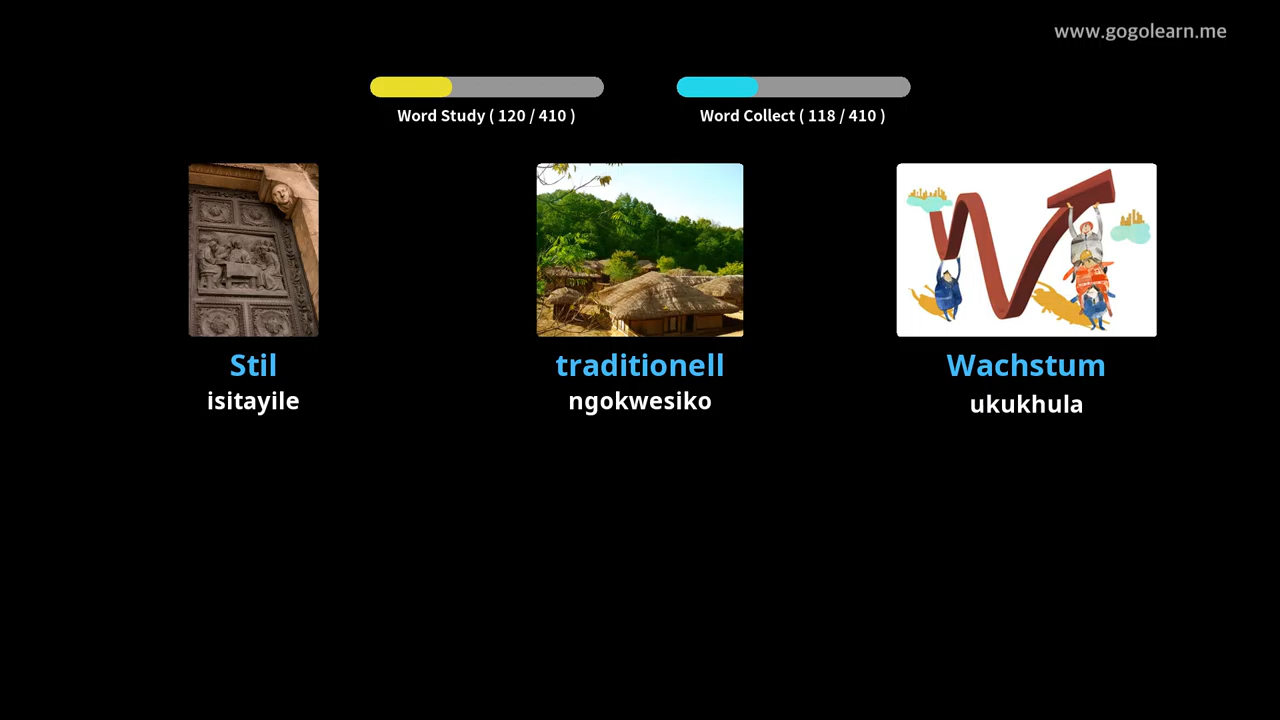 www.gogolearn.me
Word Study ( 120 / 410 )
Word Collect ( 118 / 410 )
Stil
isitayile
traditionell
ngokwesiko
Wachstum
ukukhula